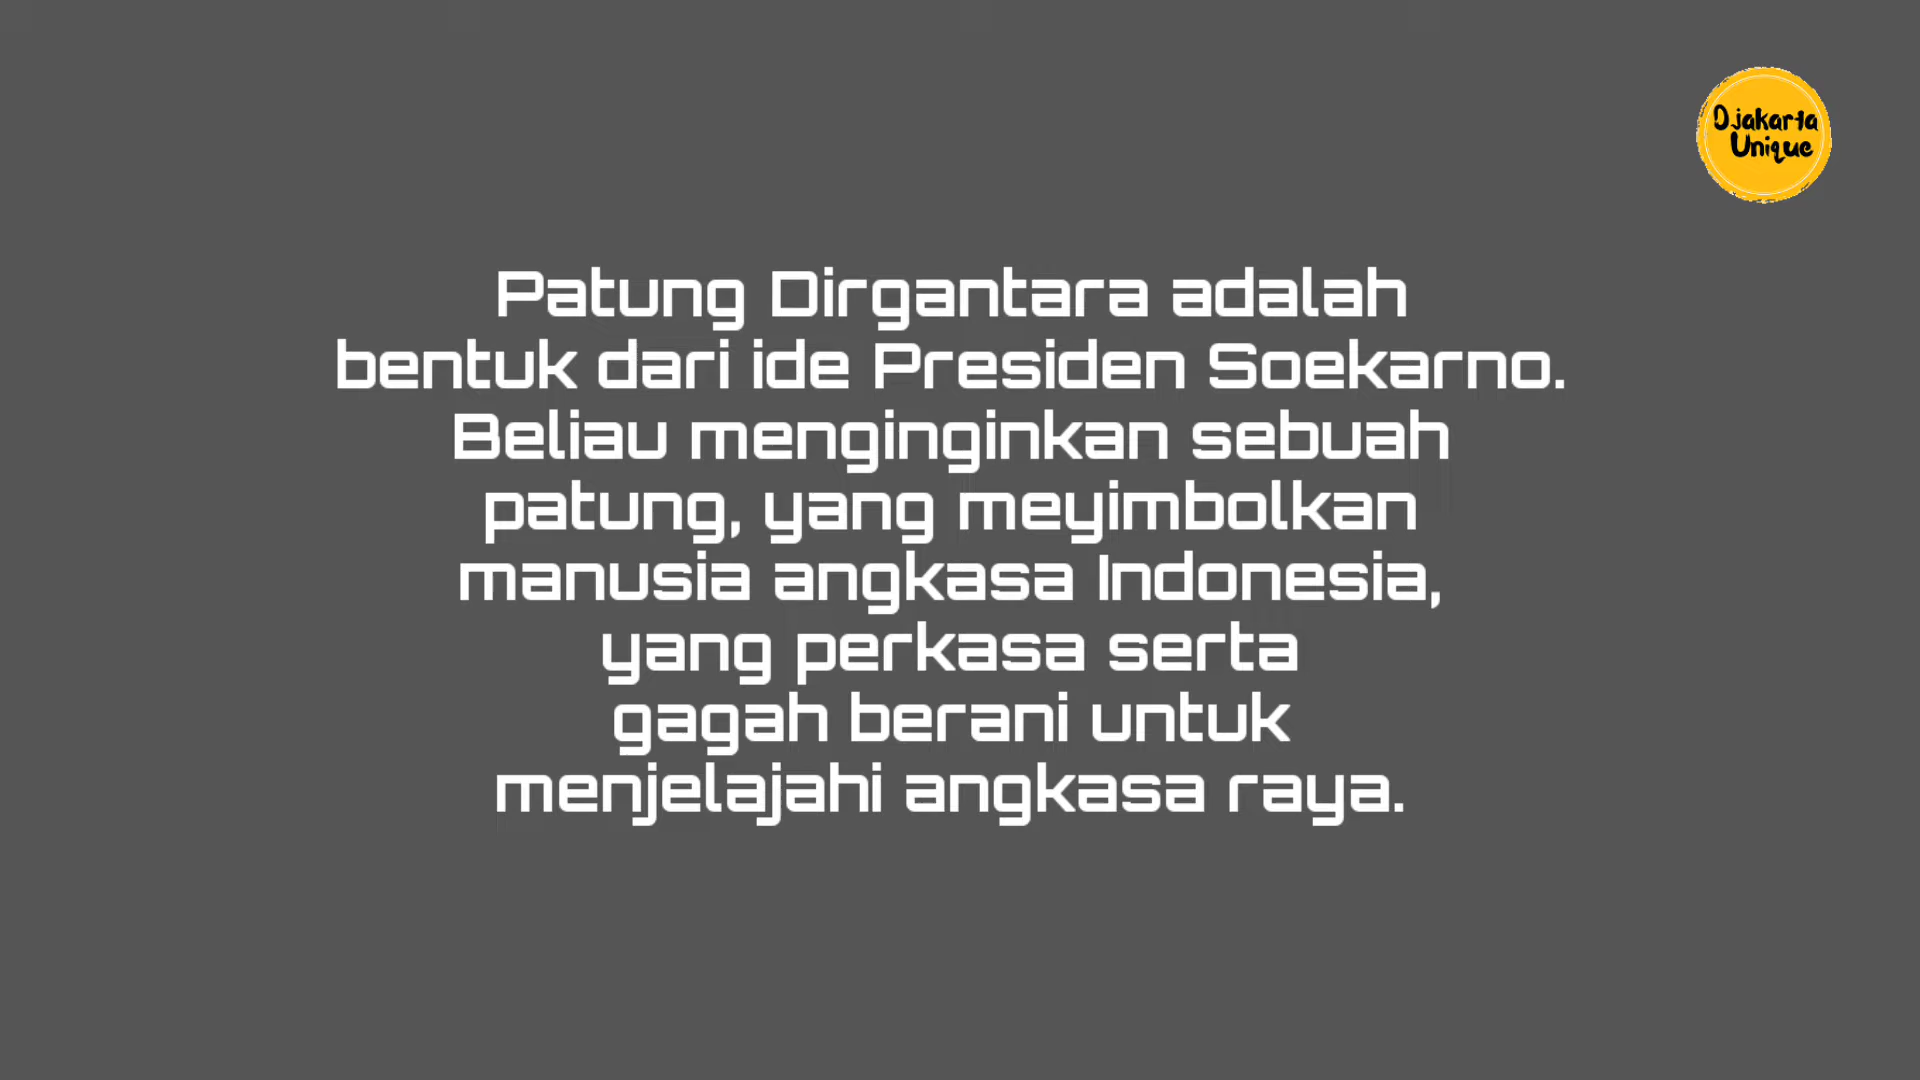 Djakarta
Unique
Patung Dirgantara adalah
bentuk dari ide Presiden Soekarno.
Beliau menginginkan sebuah
patung, yang meyimbolkan
manusia angkasa Indonesia,
yang perkasa serta
gagah berani untuk
menjelajahi angkasa raya.